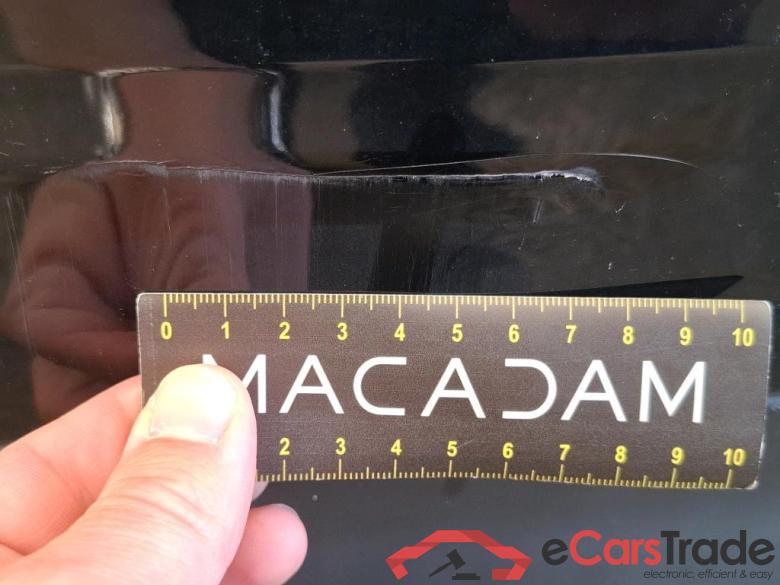 0 1 2 3 4 5 6 7 8 9 10
MACADAM
2 3 4 5 6 7 8 9 10
eCarsTrade
electronic, efficient & easy